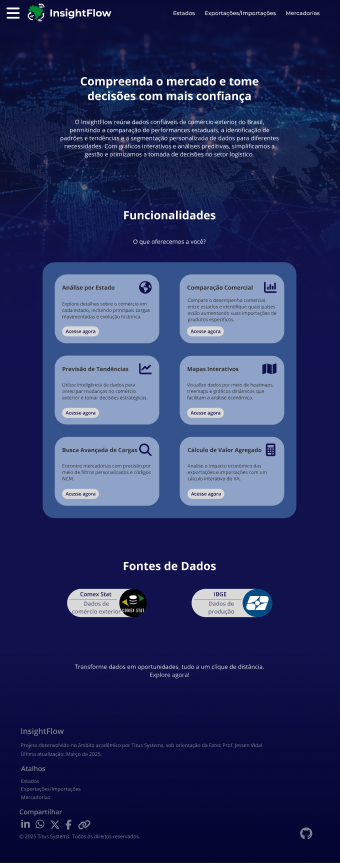 InsightFlow
Estados
Exportações/Importações
Mercadorias
Compreenda o mercado e tome
decisões com mais confiança
O InsightFlow reúne dados confiáveis de comércio exterior do Brasil,
permitindo a comparação de performances estaduais, a identificação de
padrões e tendências e a segmentação personalizada de dados para diferentes
necessidades. Com gráficos interativos e análises preditivas, simplificamos a
gestão e otimizamos a tomada de decisões no setor logístico.
Funcionalidades
O que oferecemos a você?
Análise por Estado
Explore detalhes sobre o comércio em
cada estado, incluindo principais cargas
movimentadas e evolução histórica.
Acesse agora
Comparação Comercial
Compare o desempenho comercial
entre estados e identifique quais países
estão aumentando suas importações de
produtos específicos.
Acesse agora
Previsão de Tendências
Utilize inteligência de dados para
antecipar mudanças no comércio
exterior e tomar decisões estratégicas.
Acesse agora
Mapas Interativos
Visualize dados por meio de heatmaps,
treemaps e gráficos dinâmicos que
facilitam a análise econômica.
Acesse agora
Busca Avançada de Cargas
Encontre mercadorias com precisão por
meio de filtros personalizados e códigos
NCM.
Acesse agora
Cálculo de Valor Agregado
Analise o impacto econômico das
exportações e importações com um
cálculo interativo do VA.
Acesse agora
Fontes de Dados
Comex Stat
Dados de
comércio exterior
COMEX STAT
IBGE
Dados de
produção
Transforme dados em oportunidades, tudo a um clique de distância.
Explore agora!
InsightFlow
Projeto desenvolvido no âmbito acadêmico por Titus Systems, sob orientação da Fatec Prof. Jessen Vidal.
Última atualização: Março de 2025.
Atalhos
Estados
Exportações/Importações
Mercadorias
Compartilhar
© 2025 Titus Systems. Todos os direitos reservados.